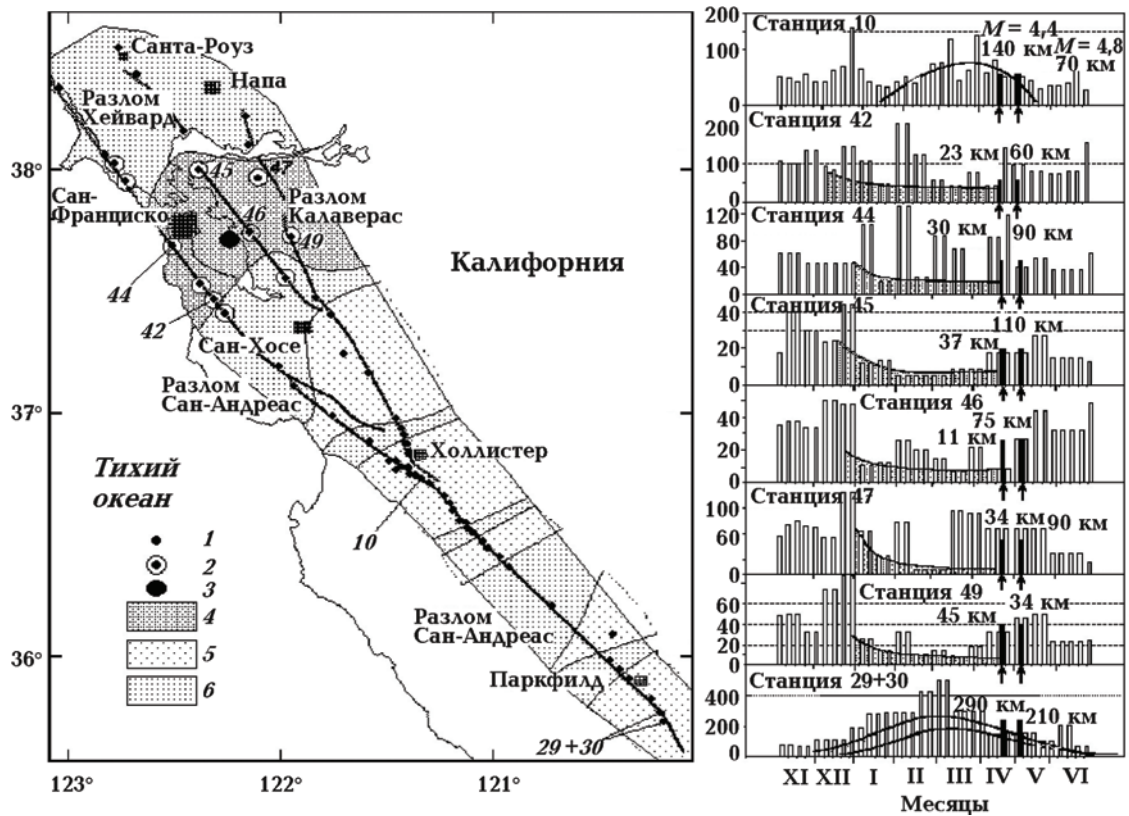 Санта-Роуз
Напа
Разлом
Хейвард
38°
45
47
Сан-
Франциско
46
Разлом
Калаверас
49
Калифорния
44
42
Сан-Хосе
Разлом
Сан-Андреас
37°
Холлистер
Тихий
океан
10
1
2
3
4
5
6
Разлом
Сан-Андреас
36°
Паркфилд
29+30
123°
122°
121°
200
100
0
Станция 10
M = 4,4
140 км
M = 4,8
70 км
200
100
0
Станция 42
23 км
60 км
120
80
40
0
Станция 44
30 км
90 км
40
20
0
Станция 45
110 км
37 км
40
20
0
Станция 46
75 км
11 км
100
50
0
Станция 47
34 км
90 км
60
40
20
0
Станция 49
34 км
45 км
400
200
0
Станция 29+30
290 км
210 км
XI
XII
I
II
III
IV
V
VI
Месяцы